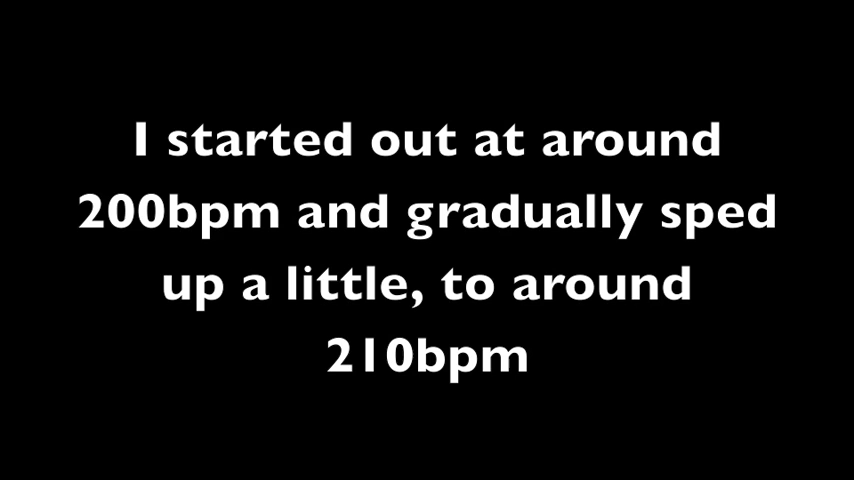 I started out at around
200bpm and gradually sped
up a little, to around
210bpm